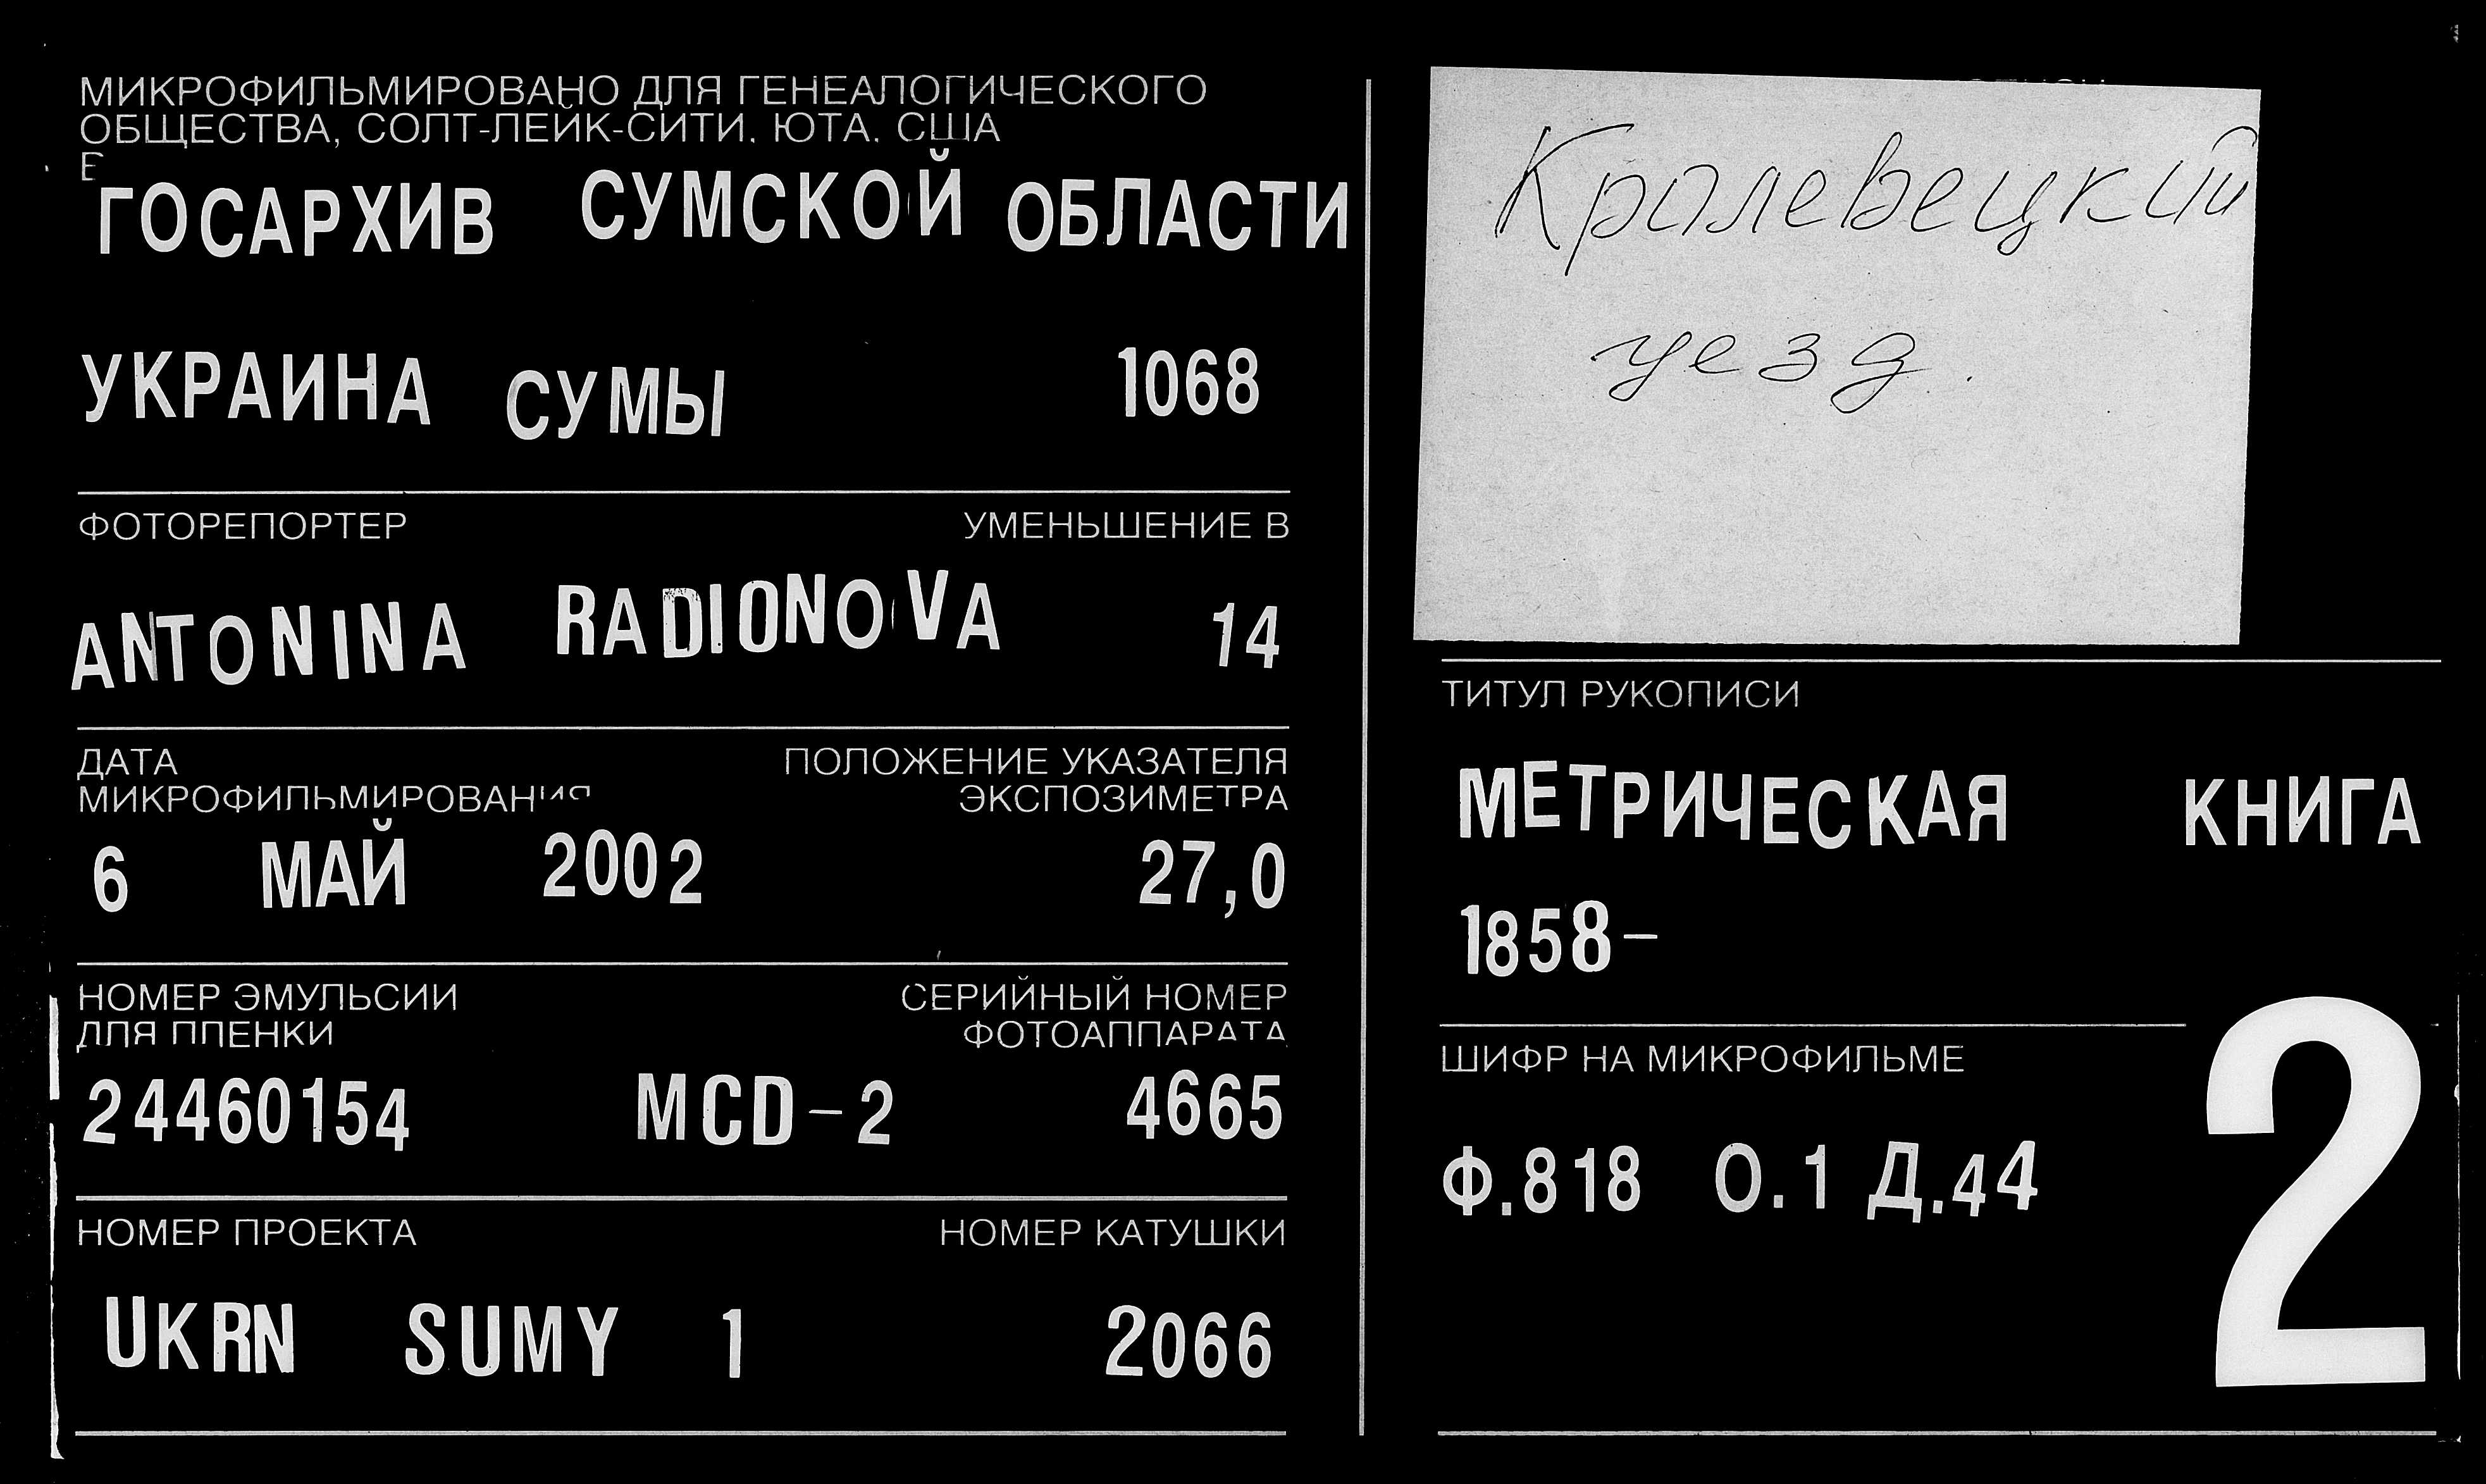 МИКРОФИЛЬМИРОВАНО ДЛЯ ГЕНЕАЛОГИЧЕСКОГО
ОБЩЕСТВА, СОЛТ-ЛЕЙК-СИТИ, ЮТА, США
ГОСАРХИВ СУМСКОЙ ОБЛАСТИ
УКРАИНА СУМЫ 1068
ФОТОРЕПОРТЕР УМЕНЬШЕНИЕ В
ANTONINA RADIONOVA 14
ДАТА ПОЛОЖЕНИЕ УКАЗАТЕЛЯ
МИКРОФИЛЬМИРОВАНИЯ ЭКСПОЗИМЕТРА
6 МАЙ 2002 27,0
НОМЕР ЭМУЛЬСИИ СЕРИЙНЫЙ НОМЕР
ДЛЯ ПЛЕНКИ ФОТОАППАРАТА
24460154 MCD-2 4665
НОМЕР ПРОЕКТА НОМЕР КАТУШКИ
UKRN SUMY 1 2066
Кролевецкий
уезд.
ТИТУЛ РУКОПИСИ
МЕТРИЧЕСКАЯ КНИГА
1858-
ШИФР НА МИКРОФИЛЬМЕ
Ф.818 О.1 Д.44
2